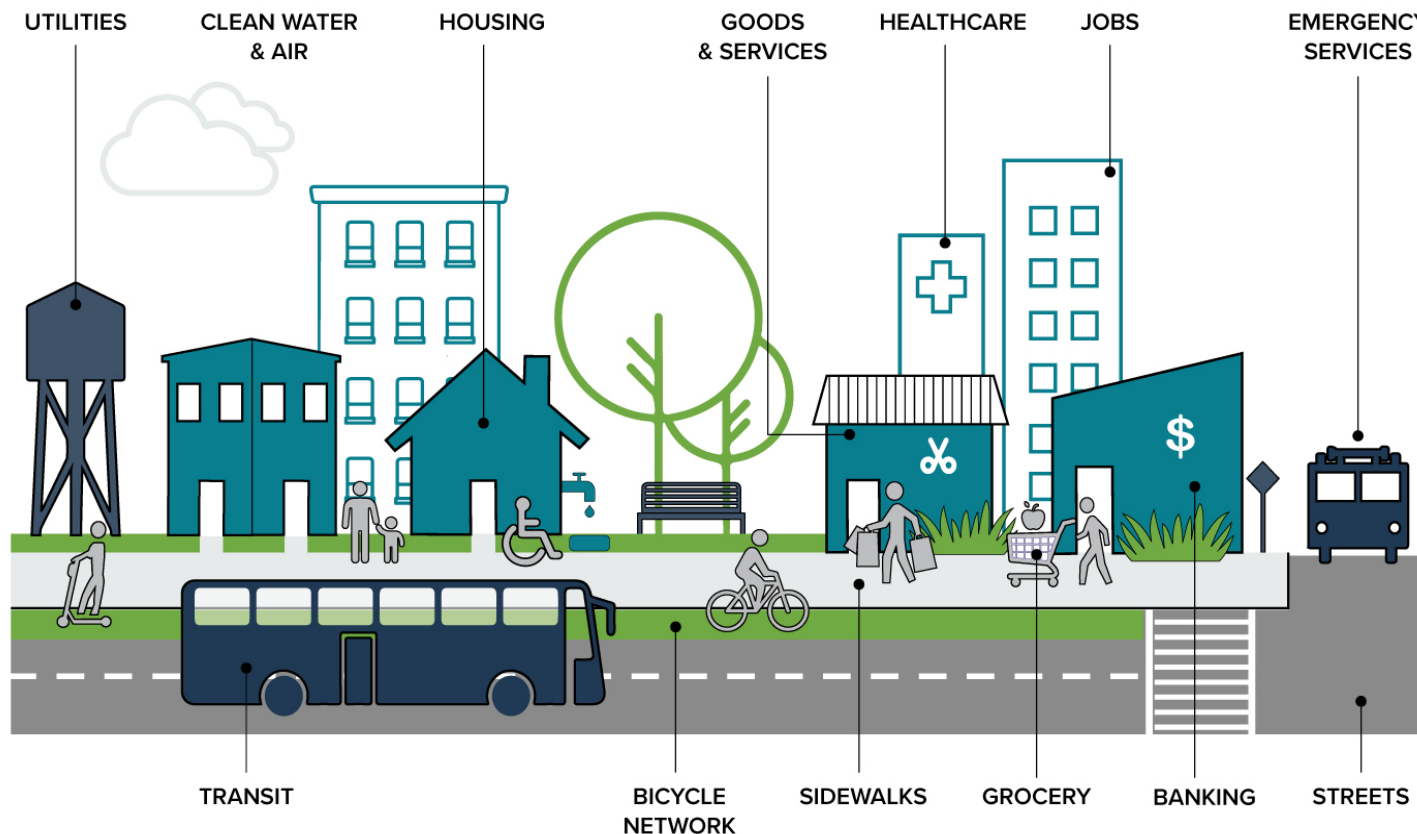 UTILITIES
CLEAN WATER
& AIR
HOUSING
GOODS
& SERVICES
HEALTHCARE
JOBS
EMERGENCY
SERVICES
$
TRANSIT
BICYCLE
NETWORK
SIDEWALKS
GROCERY
BANKING
STREETS